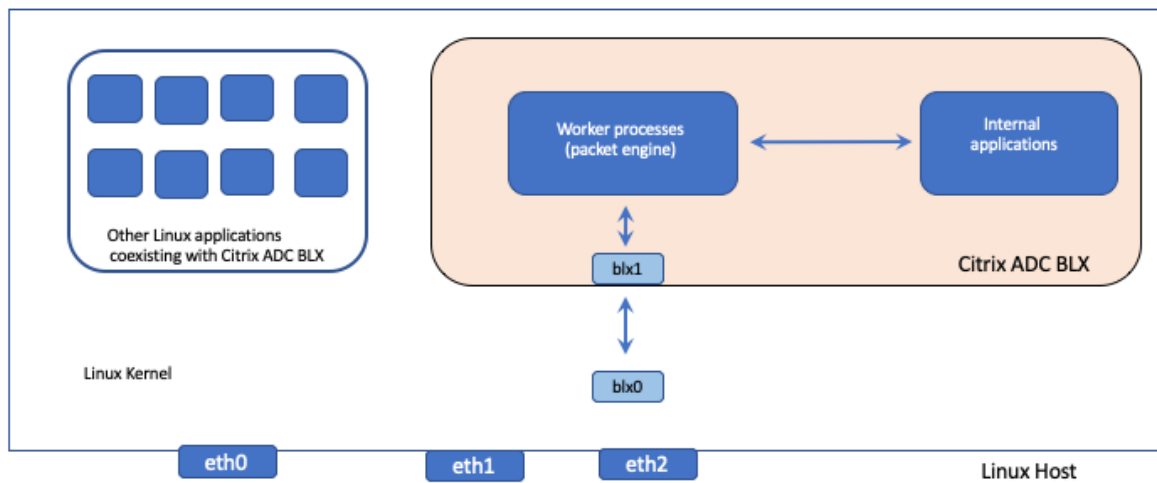 Worker processes
(packet engine)
Internal
applications
Other Linux applications
coexisting with Citrix ADC BLX
blx1
Citrix ADC BLX
Linux Kernel
blx0
eth0
eth1
eth2
Linux Host